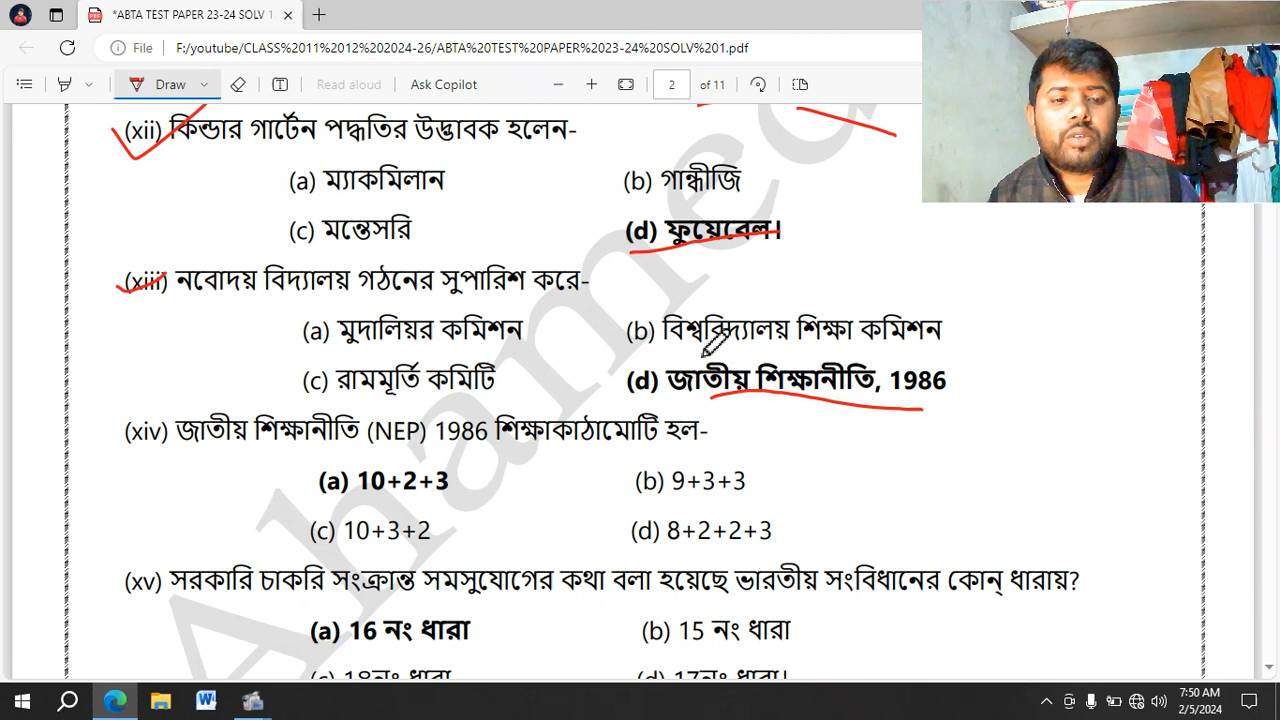 *ABTA TEST PAPER 23-24 SOLV 1.
File F:/youtube/CLASS%2011%2012%202024-26/ABTA%20TEST%20PAPER%2023-24%20SOLV%201.pdf
Draw Read aloud Ask Copilot 2 of 11
(xii) কিন্ডার গার্টেন পদ্ধতির উদ্ভাবক হলেন-
(a) ম্যাকমিলান (b) গান্ধীজি
(c) মন্তেসরি (d) ফ্রুয়েবেল।
(xiii) নবোদয় বিদ্যালয় গঠনের সুপারিশ করে-
(a) মুদালিয়র কমিশন (b) বিশ্ববিদ্যালয় শিক্ষা কমিশন
(c) রামমূর্তি কমিটি (d) জাতীয় শিক্ষানীতি, 1986
(xiv) জাতীয় শিক্ষানীতি (NEP) 1986 শিক্ষাকাঠামোটি হল-
(a) 10+2+3 (b) 9+3+3
(c) 10+3+2 (d) 8+2+2+3
(xv) সরকারি চাকরি সংক্রান্ত সমসুযোগের কথা বলা হয়েছে ভারতীয় সংবিধানের কোন্ ধারায়?
(a) 16 নং ধারা (b) 15 নং ধারা
(c) 18নং ধারা (d) 17নং ধারা।
Ahamed
7:50 AM
2/5/2024